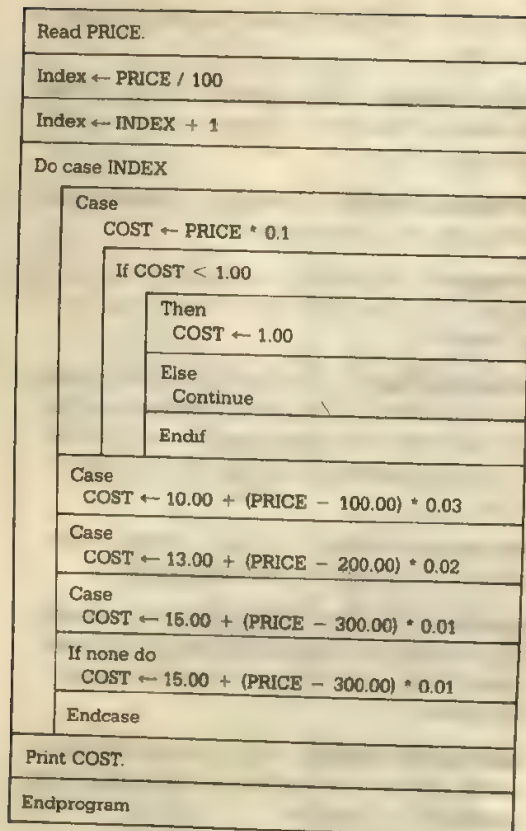 Read PRICE.
Index ← PRICE / 100
Index ← INDEX + 1
Do case INDEX
Case
COST ← PRICE * 0.1
If COST < 1.00
Then
COST ← 1.00
Else
Continue
Endif
Case
COST ← 10.00 + (PRICE − 100.00) * 0.03
Case
COST ← 13.00 + (PRICE − 200.00) * 0.02
Case
COST ← 15.00 + (PRICE − 300.00) * 0.01
If none do
COST ← 15.00 + (PRICE − 300.00) * 0.01
Endcase
Print COST.
Endprogram